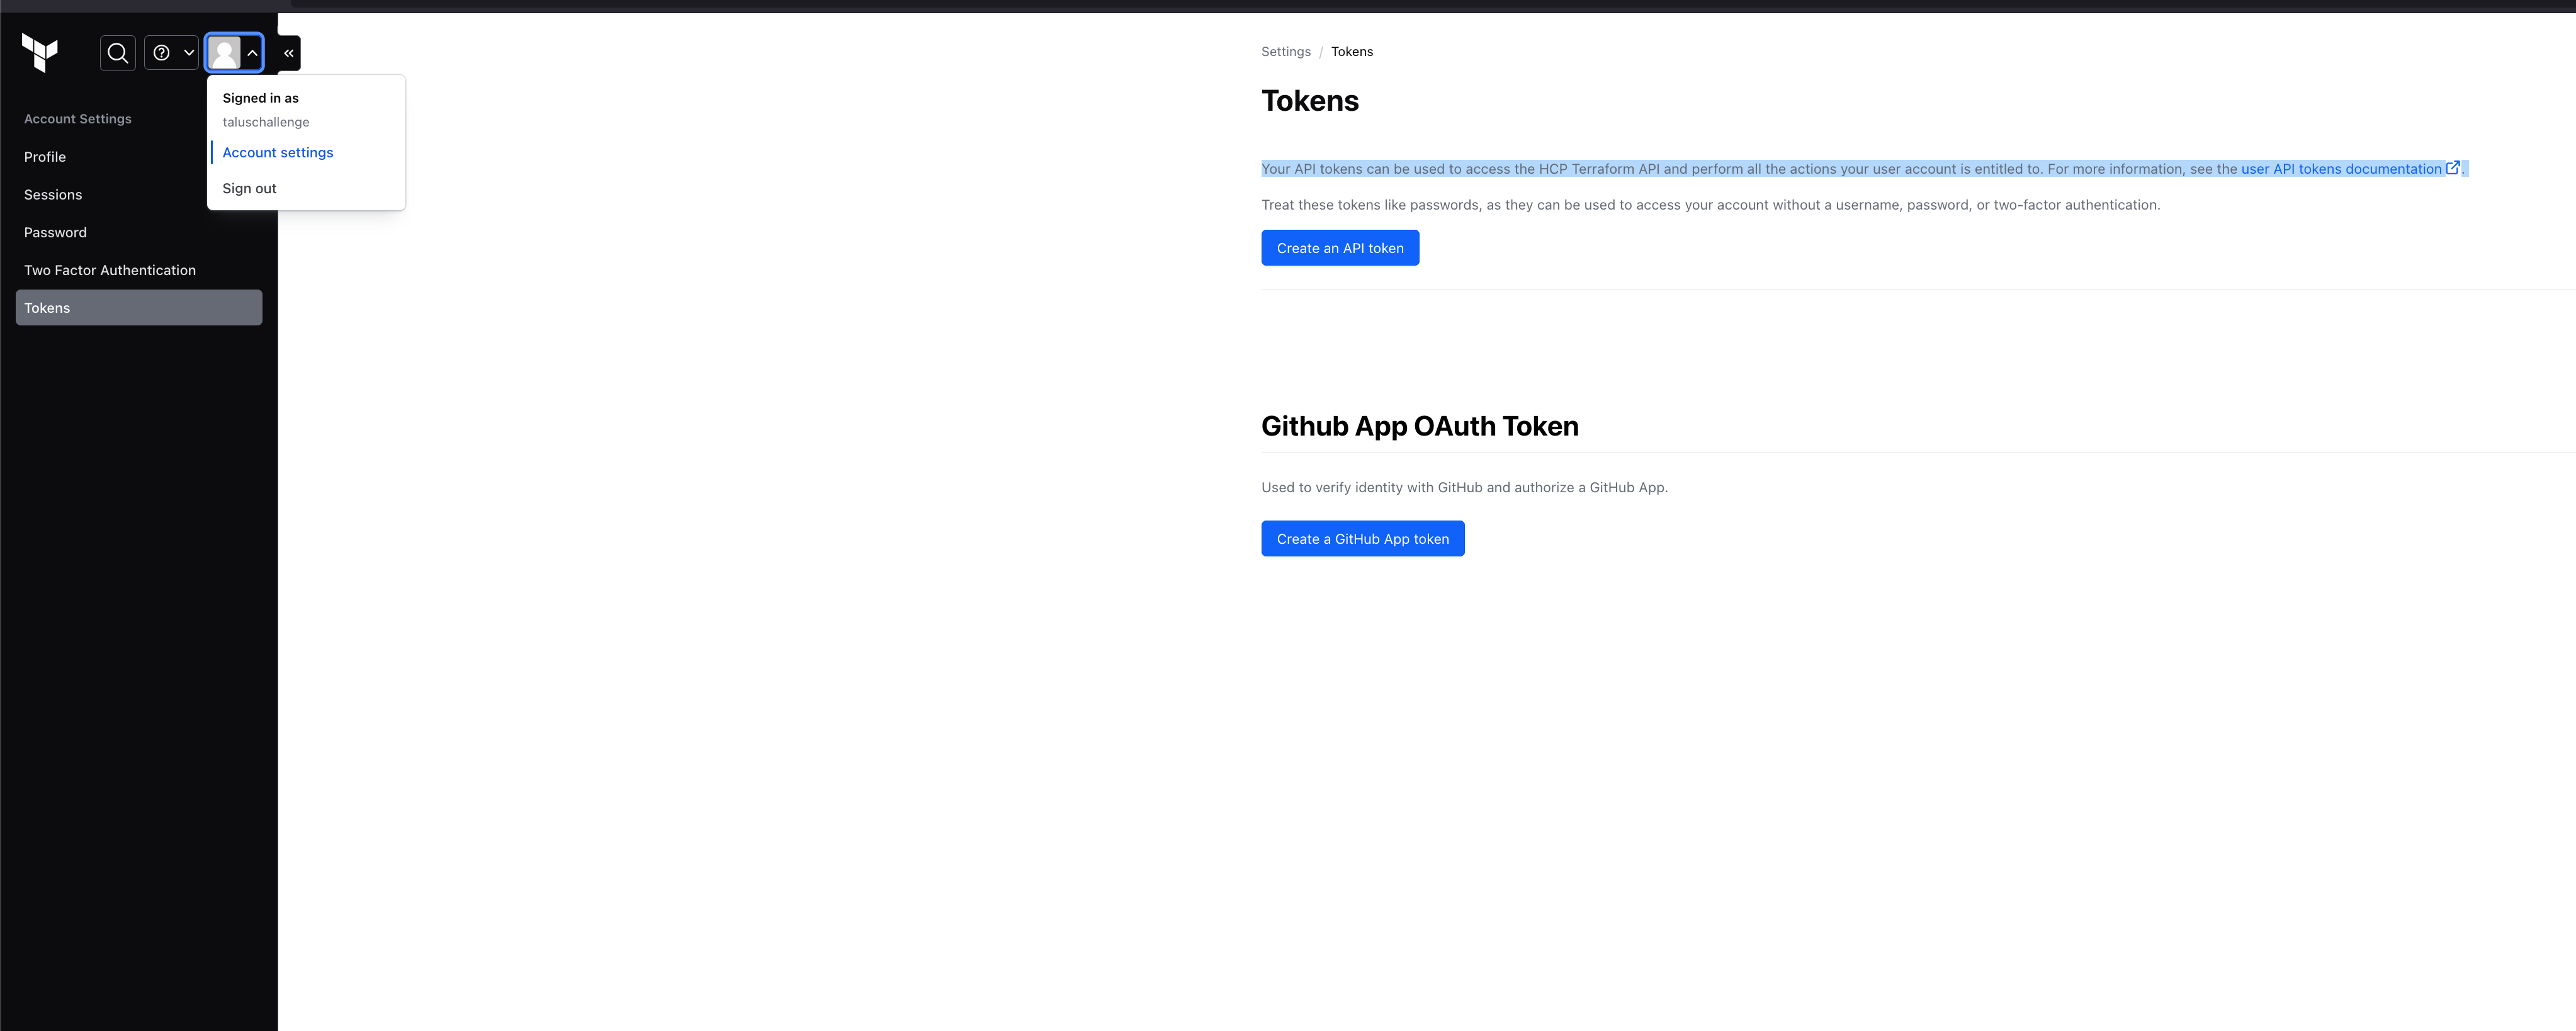 Signed in as
taluschallenge
Account settings
Sign out
Account Settings
Profile
Sessions
Password
Two Factor Authentication
Tokens
Settings / Tokens
Tokens
Your API tokens can be used to access the HCP Terraform API and perform all the actions your user account is entitled to. For more information, see the user API tokens documentation.
Treat these tokens like passwords, as they can be used to access your account without a username, password, or two-factor authentication.
Create an API token
Github App OAuth Token
Used to verify identity with GitHub and authorize a GitHub App.
Create a GitHub App token